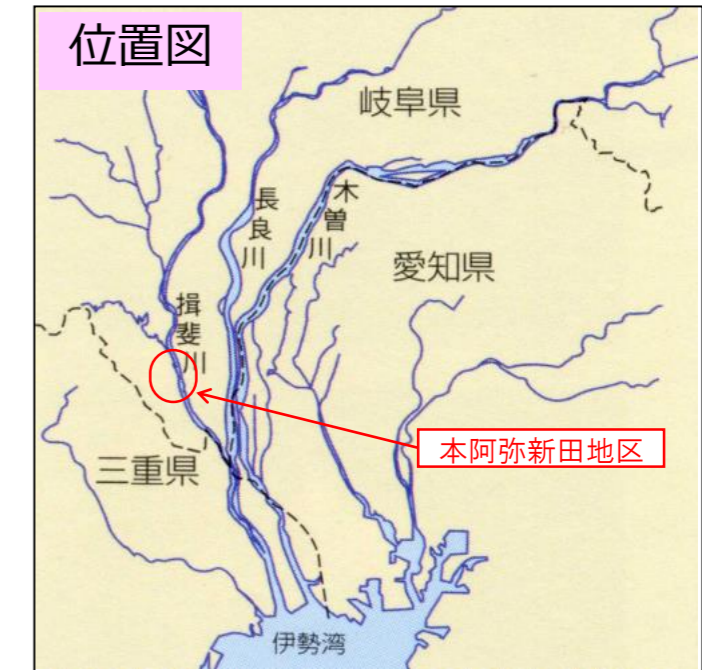 位置図
岐阜県
木曽川
長良川
愛知県
揖斐川
本阿弥新田地区
三重県
伊勢湾